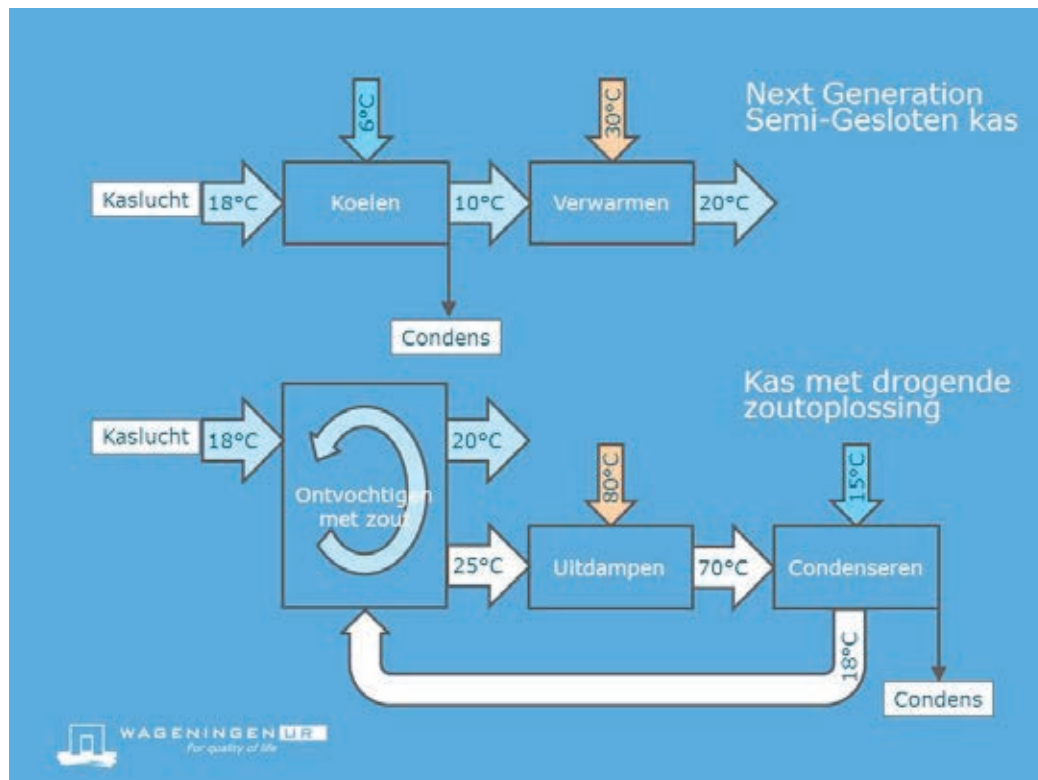 6°C
30°C
Next Generation
Semi-Gesloten kas
Kaslucht
18°C
Koelen
10°C
Verwarmen
20°C
Condens
Kas met drogende
zoutoplossing
Kaslucht
18°C
20°C
80°C
15°C
Ontvochtigen
met zout
25°C
Uitdampen
70°C
Condenseren
18°C
Condens
WAGENINGEN UR
For quality of life